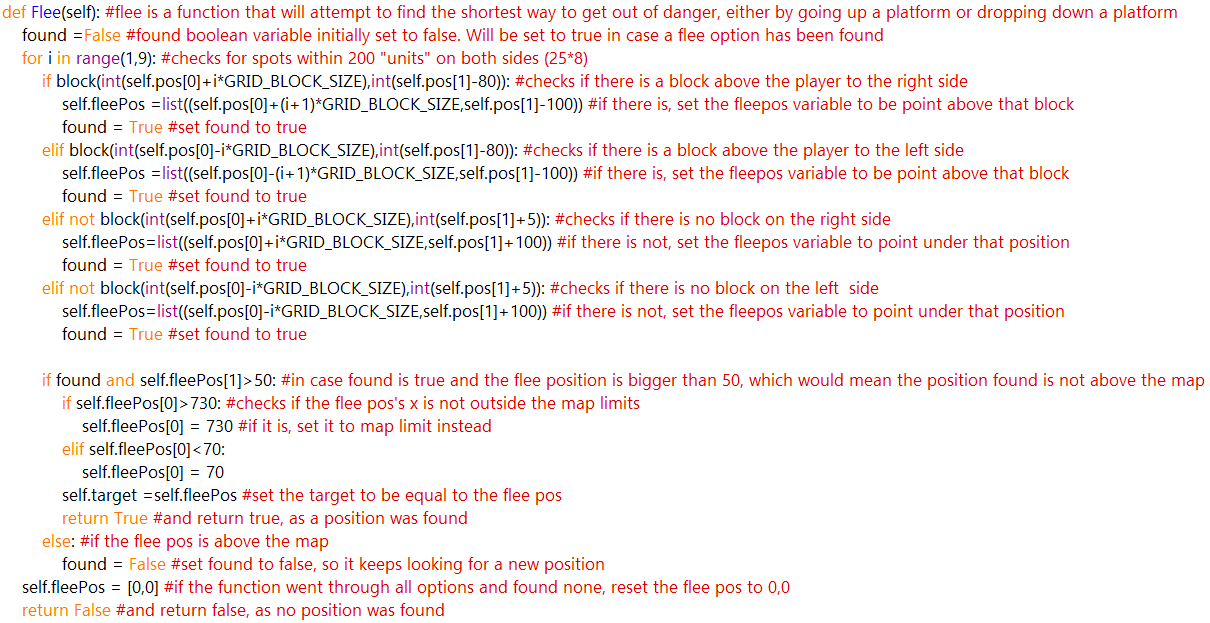 def Flee(self): #flee is a function that will attempt to find the shortest way to get out of danger, either by going up a platform or dropping down a platform
found =False #found boolean variable initially set to false. Will be set to true in case a flee option has been found
for i in range(1,9): #checks for spots within 200 "units" on both sides (25*8)
if block(int(self.pos[0]+i*GRID_BLOCK_SIZE),int(self.pos[1]-80)): #checks if there is a block above the player to the right side
self.fleePos =list((self.pos[0]+(i+1)*GRID_BLOCK_SIZE,self.pos[1]-100)) #if there is, set the fleepos variable to be point above that block
found = True #set found to true
elif block(int(self.pos[0]-i*GRID_BLOCK_SIZE),int(self.pos[1]-80)): #checks if there is a block above the player to the left side
self.fleePos =list((self.pos[0]-(i+1)*GRID_BLOCK_SIZE,self.pos[1]-100)) #if there is, set the fleepos variable to be point above that block
found = True #set found to true
elif not block(int(self.pos[0]+i*GRID_BLOCK_SIZE),int(self.pos[1]+5)): #checks if there is no block on the right side
self.fleePos=list((self.pos[0]+i*GRID_BLOCK_SIZE,self.pos[1]+100)) #if there is not, set the fleepos variable to point under that position
found = True #set found to true
elif not block(int(self.pos[0]-i*GRID_BLOCK_SIZE),int(self.pos[1]+5)): #checks if there is no block on the left  side
self.fleePos=list((self.pos[0]-i*GRID_BLOCK_SIZE,self.pos[1]+100)) #if there is not, set the fleepos variable to point under that position
found = True #set found to true
if found and self.fleePos[1]>50: #in case found is true and the flee position is bigger than 50, which would mean the position found is not above the map
if self.fleePos[0]>730: #checks if the flee pos's x is not outside the map limits
self.fleePos[0] = 730 #if it is, set it to map limit instead
elif self.fleePos[0]<70:
self.fleePos[0] = 70
self.target =self.fleePos #set the target to be equal to the flee pos
return True #and return true, as a position was found
else: #if the flee pos is above the map
found = False #set found to false, so it keeps looking for a new position
self.fleePos = [0,0] #if the function went through all options and found none, reset the flee pos to 0,0
return False #and return false, as no position was found